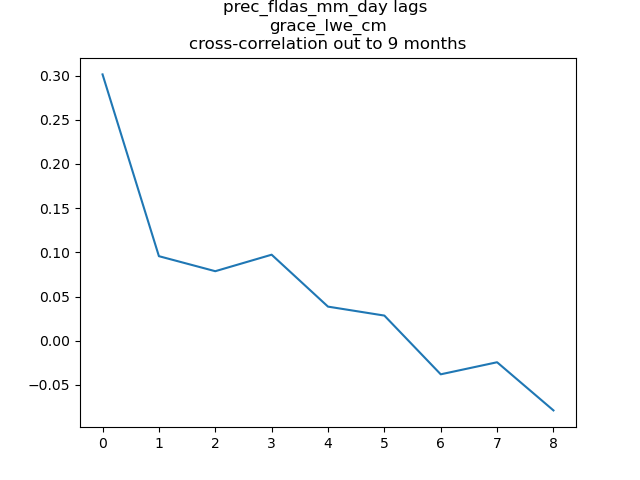 prec_fldas_mm_day lags
grace_lwe_cm
cross-correlation out to 9 months
0.30
0.25
0.20
0.15
0.10
0.05
0.00
−0.05
0 1 2 3 4 5 6 7 8